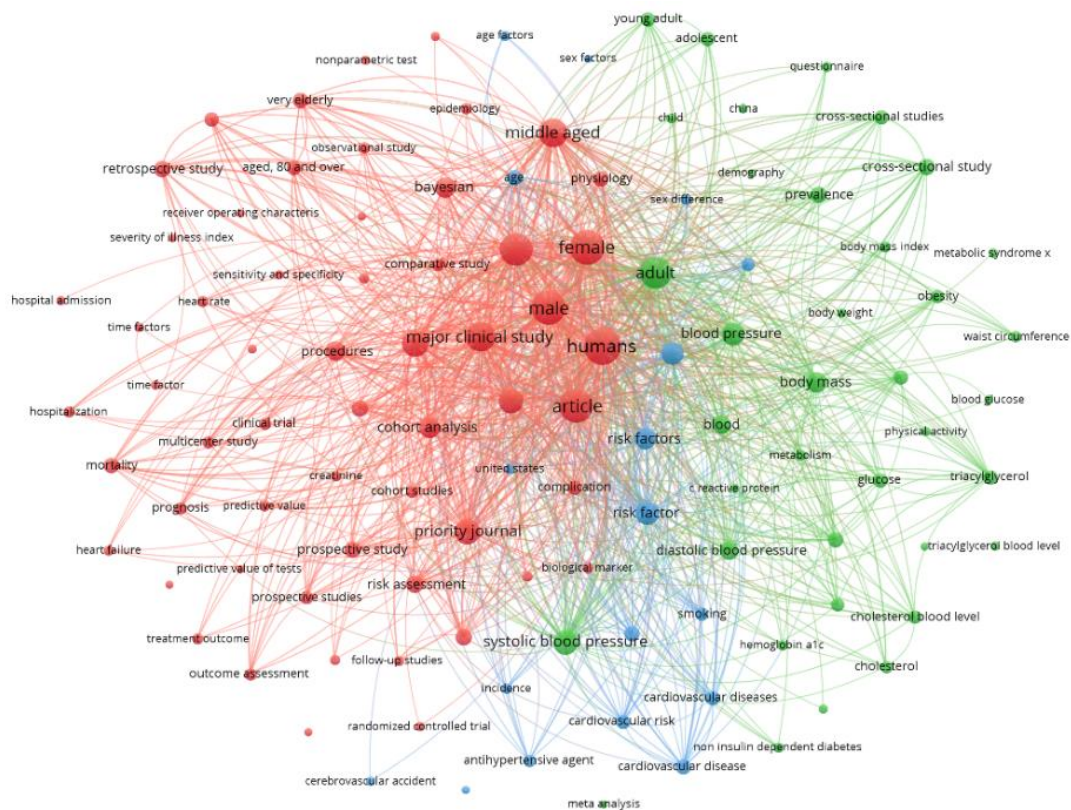 young adult
age factors
adolescent
sex factors
nonparametric test
questionnaire
very elderly
epidemiology
china
child
cross-sectional studies
middle aged
observational study
retrospective study
aged, 80 and over
cross-sectional study
age
physiology
demography
bayesian
sex difference
prevalence
receiver operating characteris
severity of illness index
female
body mass index
metabolic syndrome x
comparative study
sensitivity and specificity
adult
hospital admission
heart rate
obesity
male
body weight
time factors
major clinical study
blood pressure
waist circumference
humans
procedures
body mass
time factor
blood glucose
hospitalization
article
clinical trial
cohort analysis
blood
physical activity
multicenter study
risk factors
metabolism
mortality
united states
creatinine
complication
c reactive protein
glucose
triacylglycerol
cohort studies
prognosis
predictive value
risk factor
priority journal
heart failure
prospective study
diastolic blood pressure
triacylglycerol blood level
predictive value of tests
biological marker
risk assessment
prospective studies
smoking
cholesterol blood level
treatment outcome
systolic blood pressure
hemoglobin a1c
follow-up studies
cholesterol
outcome assessment
incidence
cardiovascular diseases
randomized controlled trial
cardiovascular risk
non insulin dependent diabetes
antihypertensive agent
cardiovascular disease
cerebrovascular accident
meta analysis